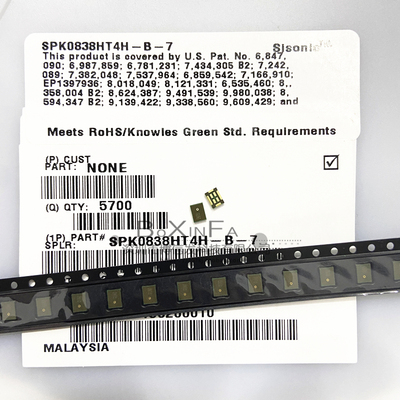 SPK0838HT4H-B-7
SIsonic™
This product is covered by U.S. Pat. No. 6,847,
090; 6,987,859; 6,781,231; 7,434,305 B2; 7,242,
089; 7,382,048; 7,537,964; 6,859,542; 7,166,910;
EP1397936; 8,018,049; 8,121,331; 6,535,460; 8,,
358,004 B2; 8,624,387; 9,491,539; 9,980,038; 8,
594,347 B2; 9,139,422; 9,338,560; 9,609,429; and
Meets RoHS/Knowles Green Std. Requirements
(P) CUST
PART: NONE
(Q) QTY: 5700
BoXinFa
(1P) PART# SPK0838HT4H-B-7
SPLR:
MALAYSIA